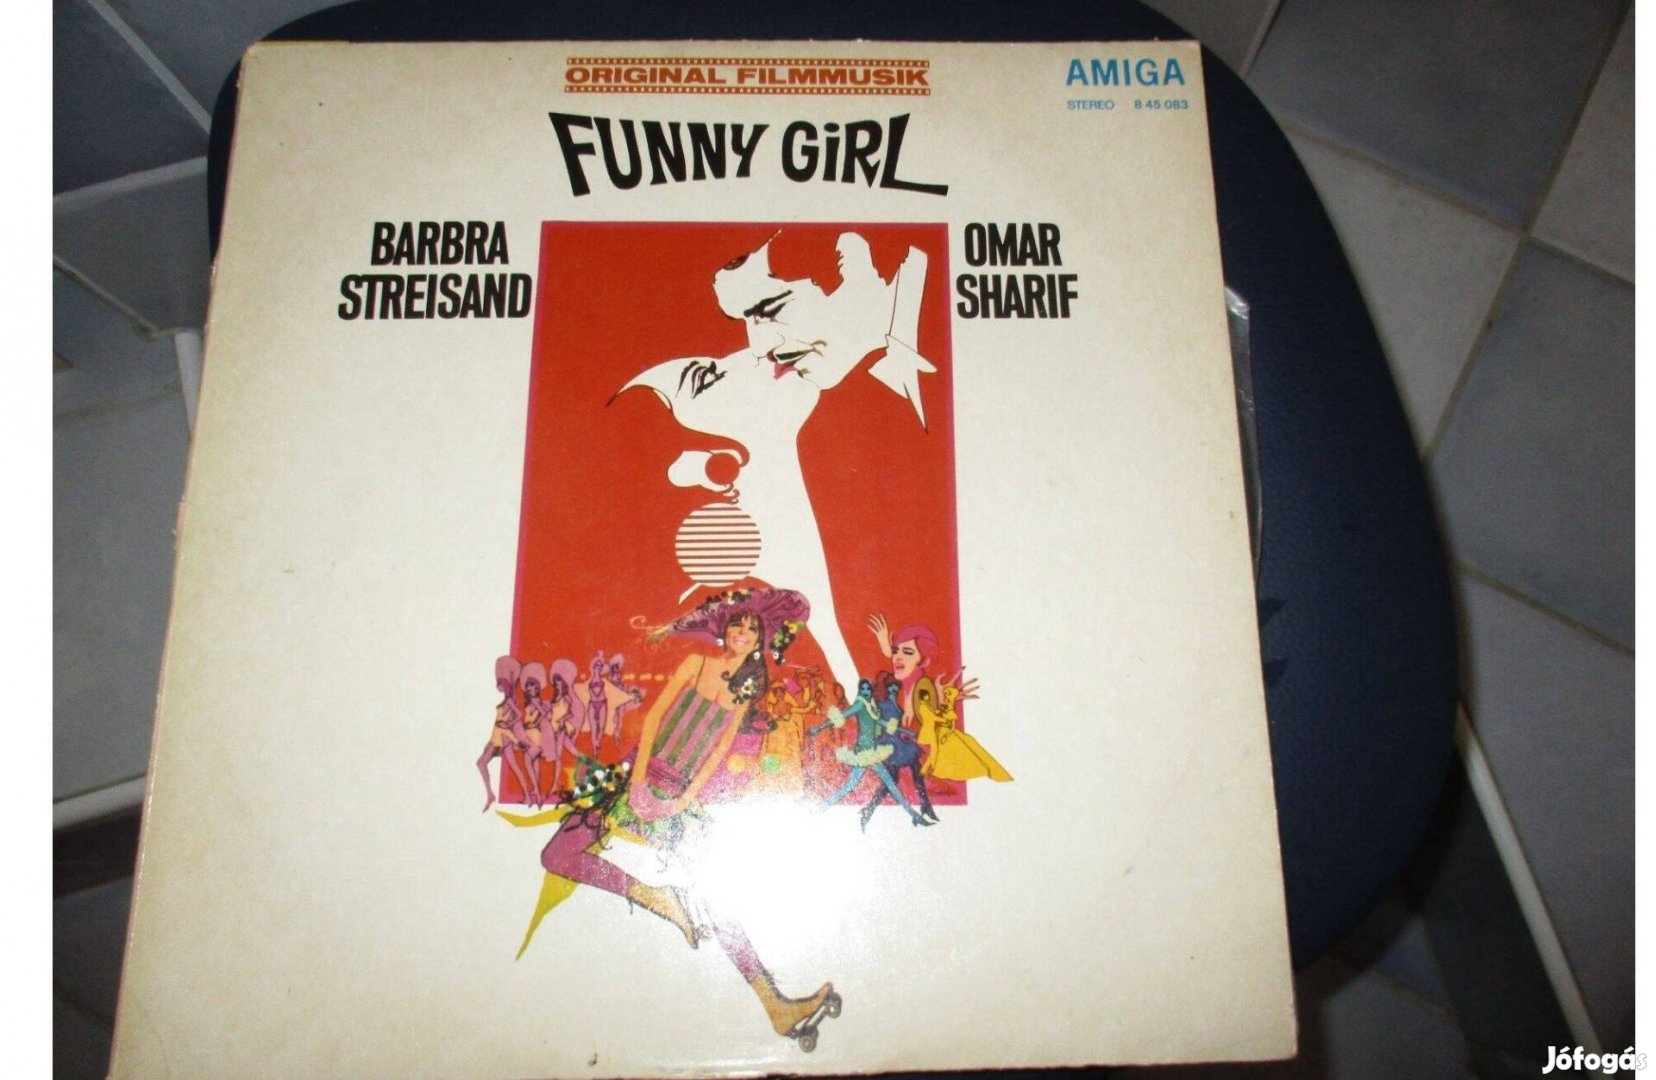 ORIGINAL FILMMUSIK
AMIGA
STEREO 8 45 083
FUNNY GiRL
BARBRA
STREISAND
OMAR
SHARIF
Jófogás